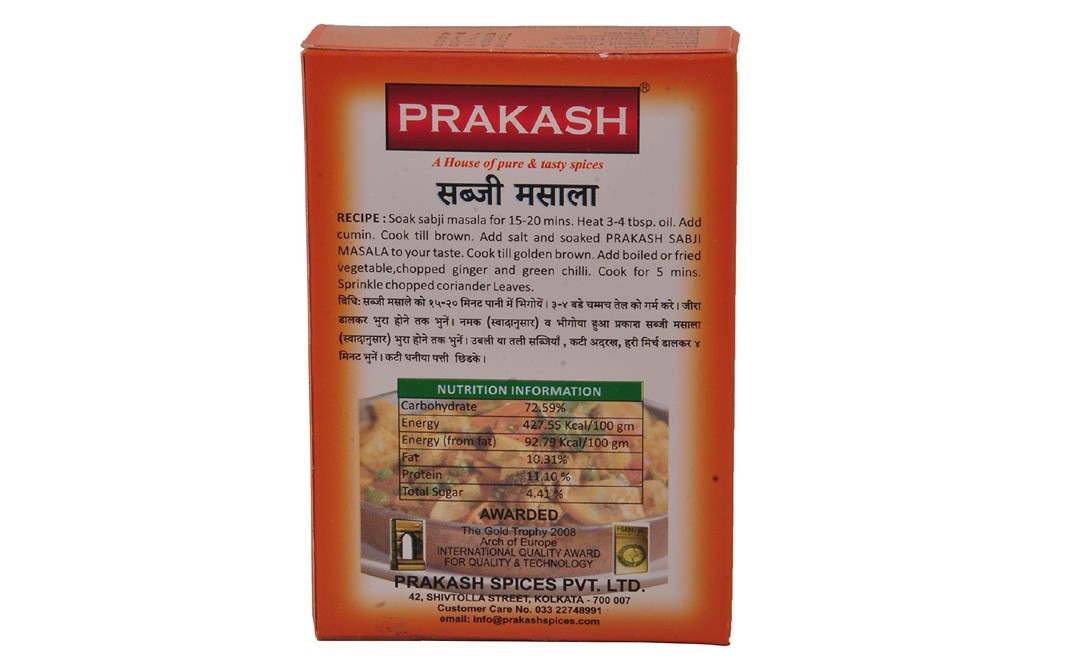 PRAKASH ®
A House of pure & tasty spices
सब्जी मसाला
RECIPE : Soak sabji masala for 15-20 mins. Heat 3-4 tbsp. oil. Add
cumin. Cook till brown. Add salt and soaked PRAKASH SABJI
MASALA to your taste. Cook till golden brown. Add boiled or fried
vegetable,chopped ginger and green chilli. Cook for 5 mins.
Sprinkle chopped coriander Leaves.
विधि: सब्जी मसाले को १५-२० मिनट पानी में भिगोयें। ३-४ बडे चम्मच तेल को गर्म करे। जीरा
डालकर भुरा होने तक भुनें। नमक (स्वादानुसार) व भीगोया हुआ प्रकाश सब्जी मसाला
(स्वादानुसार) भुरा होने तक भुनें। उबली या तली सब्जियाँ , कटी अदरख, हरी मिर्च डालकर ४
मिनट भुनें। कटी धनीया पत्ती छिडके।
NUTRITION INFORMATION
Carbohydrate 72.59%
Energy 427.55 Kcal/100 gm
Energy (from fat) 92.79 Kcal/100 gm
Fat 10.31%
Protein 11.10 %
Total Sugar 4.41 %
AWARDED
The Gold Trophy 2008
Arch of Europe
INTERNATIONAL QUALITY AWARD
FOR QUALITY & TECHNOLOGY
PRAKASH SPICES PVT. LTD.
42, SHIVTOLLA STREET, KOLKATA - 700 007
Customer Care No. 033 22748991
email: info@prakashspices.com